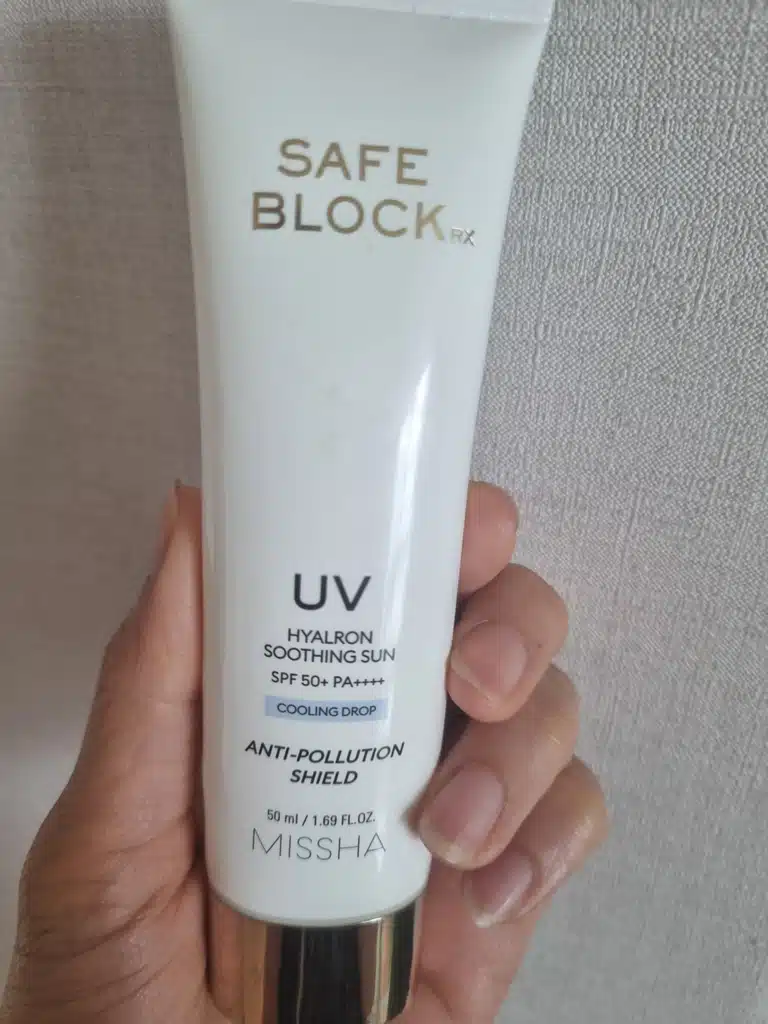 SAFE
BLOCK RX
UV
HYALRON
SOOTHING SUN
SPF 50+ PA++++
COOLING DROP
ANTI-POLLUTION
SHIELD
50 ml / 1.69 FL.OZ.
MISSHA